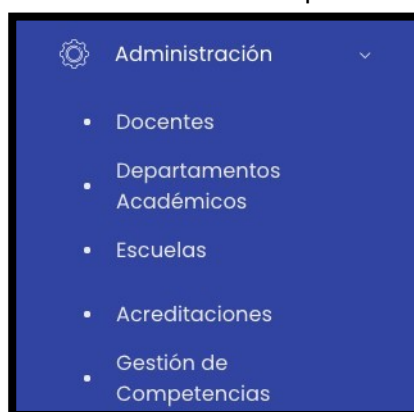 Administración
Docentes
Departamentos
Académicos
Escuelas
Acreditaciones
Gestión de
Competencias